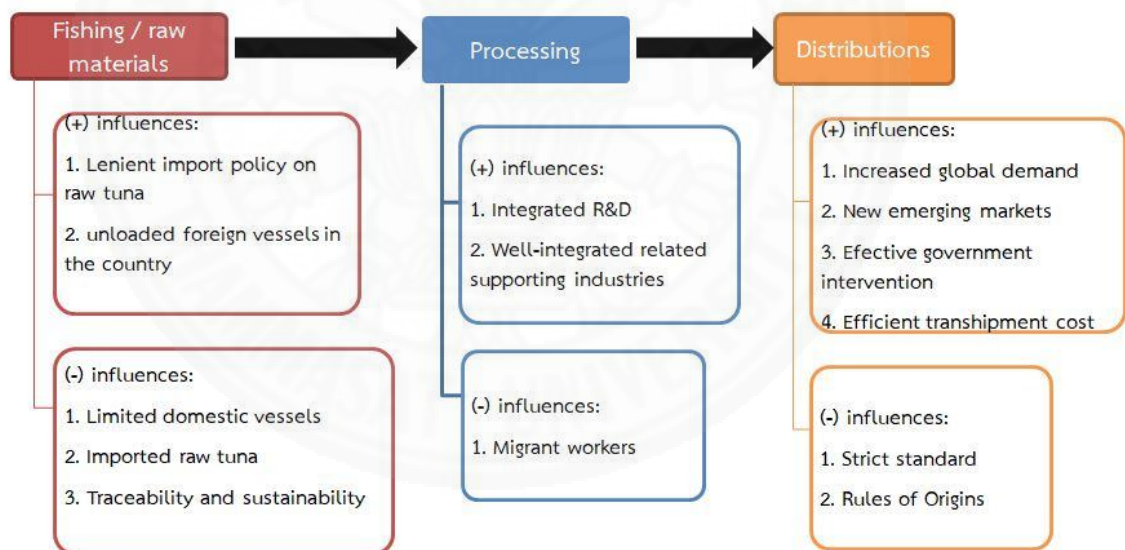 Fishing / raw
materials
Processing
Distributions
(+) influences:
1. Lenient import policy on
raw tuna
2. unloaded foreign vessels in
the country
(-) influences:
1. Limited domestic vessels
2. Imported raw tuna
3. Traceability and sustainability
(+) influences:
1. Integrated R&D
2. Well-integrated related
supporting industries
(-) influences:
1. Migrant workers
(+) influences:
1. Increased global demand
2. New emerging markets
3. Efective government
intervention
4. Efficient transhipment cost
(-) influences:
1. Strict standard
2. Rules of Origins